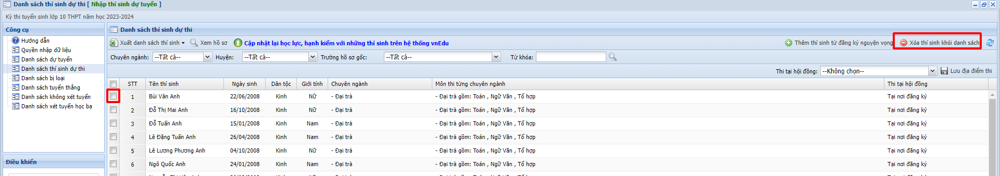 Danh sách thí sinh dự thi [ Nhập thí sinh dự tuyển ]
Kỳ thi tuyển sinh lớp 10 THPT năm học 2023-2024
Công cụ
Hướng dẫn
Quyền nhập dữ liệu
Danh sách dự tuyển
Danh sách thí sinh dự thi
Danh sách bị loại
Danh sách tuyển thẳng
Danh sách không xét tuyển
Danh sách xét tuyển học bạ
Điều khiển
Danh sách thí sinh dự thi
Xuất danh sách thí sinh Xem hồ sơ Cập nhật lại học lực, hạnh kiểm với những thí sinh trên hệ thống vnEdu Thêm thí sinh từ đăng ký nguyện vọng Xóa thí sinh khỏi danh sách
Chuyên ngành: --Tất cả-- Huyện: --Tất cả-- Trường hồ sơ gốc: --Tất cả-- Từ khóa:
Thi tại hội đồng: --Không chọn-- Lưu địa điểm thi
STT Tên thí sinh Ngày sinh Dân tộc Giới tính Chuyên ngành Môn thi từng chuyên ngành Thi tại hội đồng
1 Bùi Vân Anh 22/06/2008 Kinh Nữ - Đại trà - Đại trà gồm: Toán , Ngữ Văn , Tổ hợp Tại nơi đăng ký
2 Đỗ Thị Mai Anh 16/10/2008 Kinh Nữ - Đại trà - Đại trà gồm: Toán , Ngữ Văn , Tổ hợp Tại nơi đăng ký
3 Đỗ Tuấn Anh 15/01/2008 Kinh Nam - Đại trà - Đại trà gồm: Toán , Ngữ Văn , Tổ hợp Tại nơi đăng ký
4 Lê Đặng Tuấn Anh 26/04/2008 Kinh Nam - Đại trà - Đại trà gồm: Toán , Ngữ Văn , Tổ hợp Tại nơi đăng ký
5 Lê Lương Phương Anh 04/10/2008 Kinh Nữ - Đại trà - Đại trà gồm: Toán , Ngữ Văn , Tổ hợp Tại nơi đăng ký
6 Ngô Quốc Anh 24/01/2008 Kinh Nam - Đại trà - Đại trà gồm: Toán , Ngữ Văn , Tổ hợp Tại nơi đăng ký